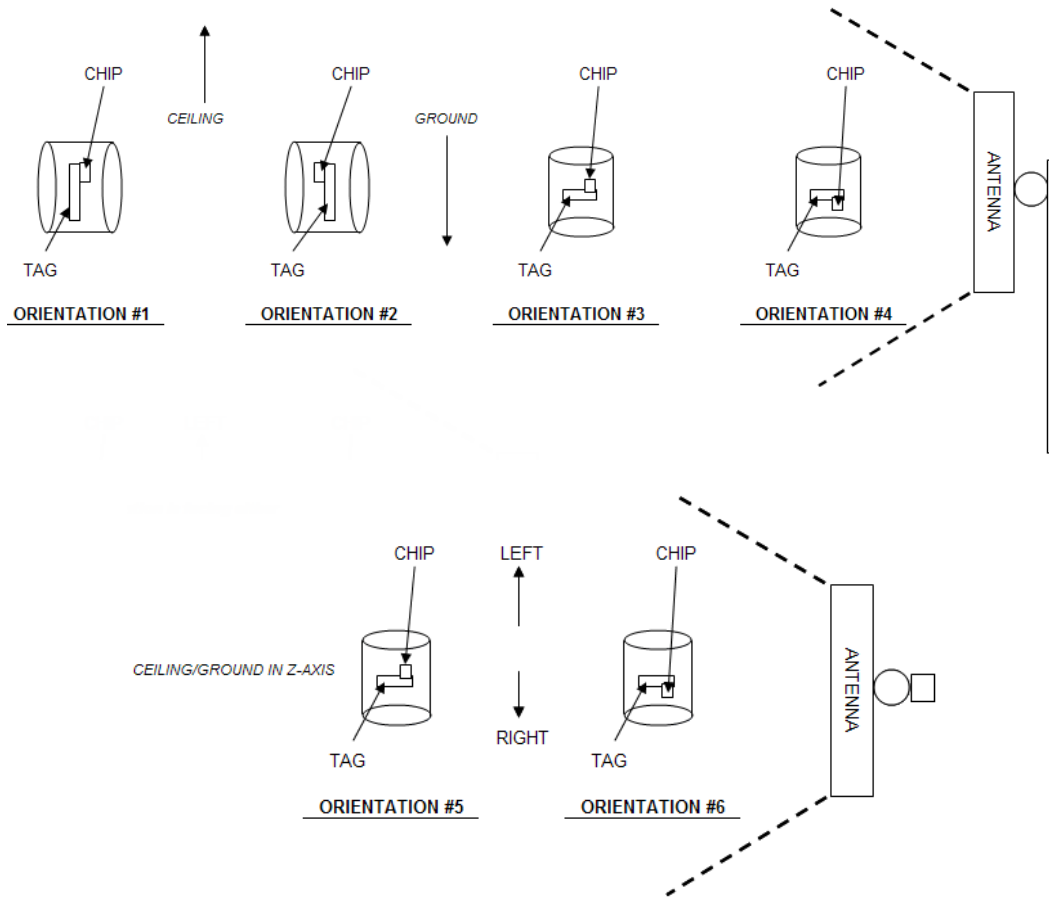 CHIP
CHIP
CHIP
CHIP
CEILING
GROUND
ANTENNA
TAG
TAG
TAG
TAG
ORIENTATION #1
ORIENTATION #2
ORIENTATION #3
ORIENTATION #4
CHIP
LEFT
CHIP
CEILING/GROUND IN Z-AXIS
ANTENNA
RIGHT
TAG
TAG
ORIENTATION #5
ORIENTATION #6